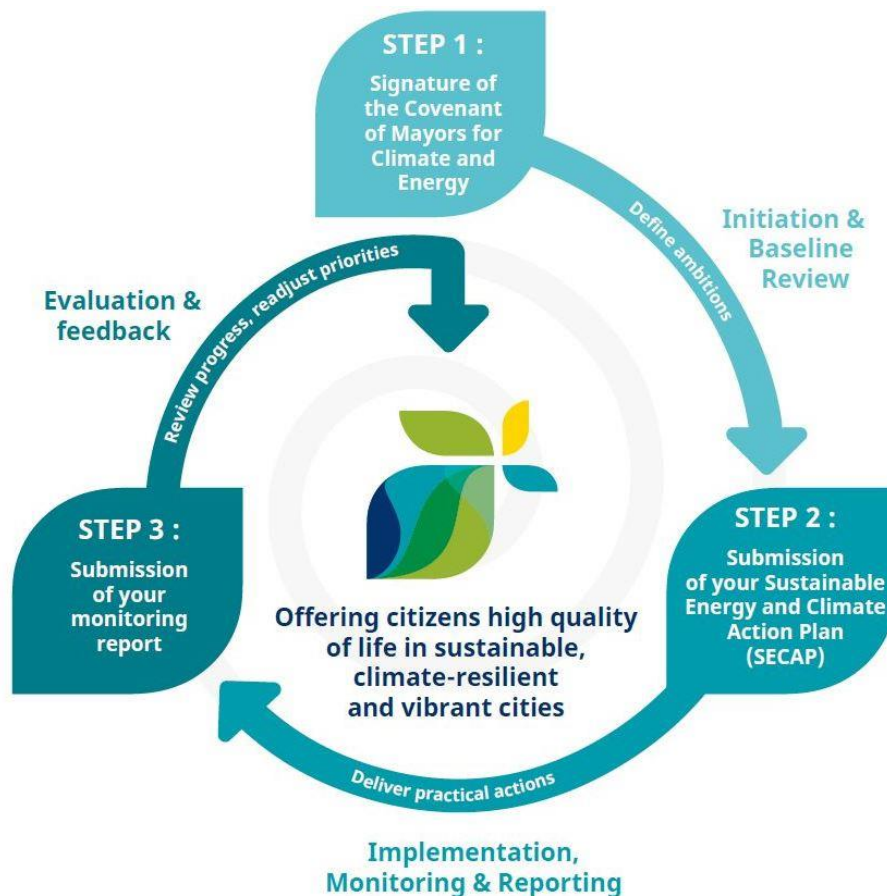 STEP 1 :
Signature of
the Covenant
of Mayors for
Climate and
Energy
Define ambitions
Initiation &
Baseline
Review
STEP 2 :
Submission
of your Sustainable
Energy and Climate
Action Plan
(SECAP)
Deliver practical actions
Implementation,
Monitoring & Reporting
STEP 3 :
Submission
of your
monitoring
report
Review progress, readjust priorities
Evaluation &
feedback
Offering citizens high quality
of life in sustainable,
climate-resilient
and vibrant cities